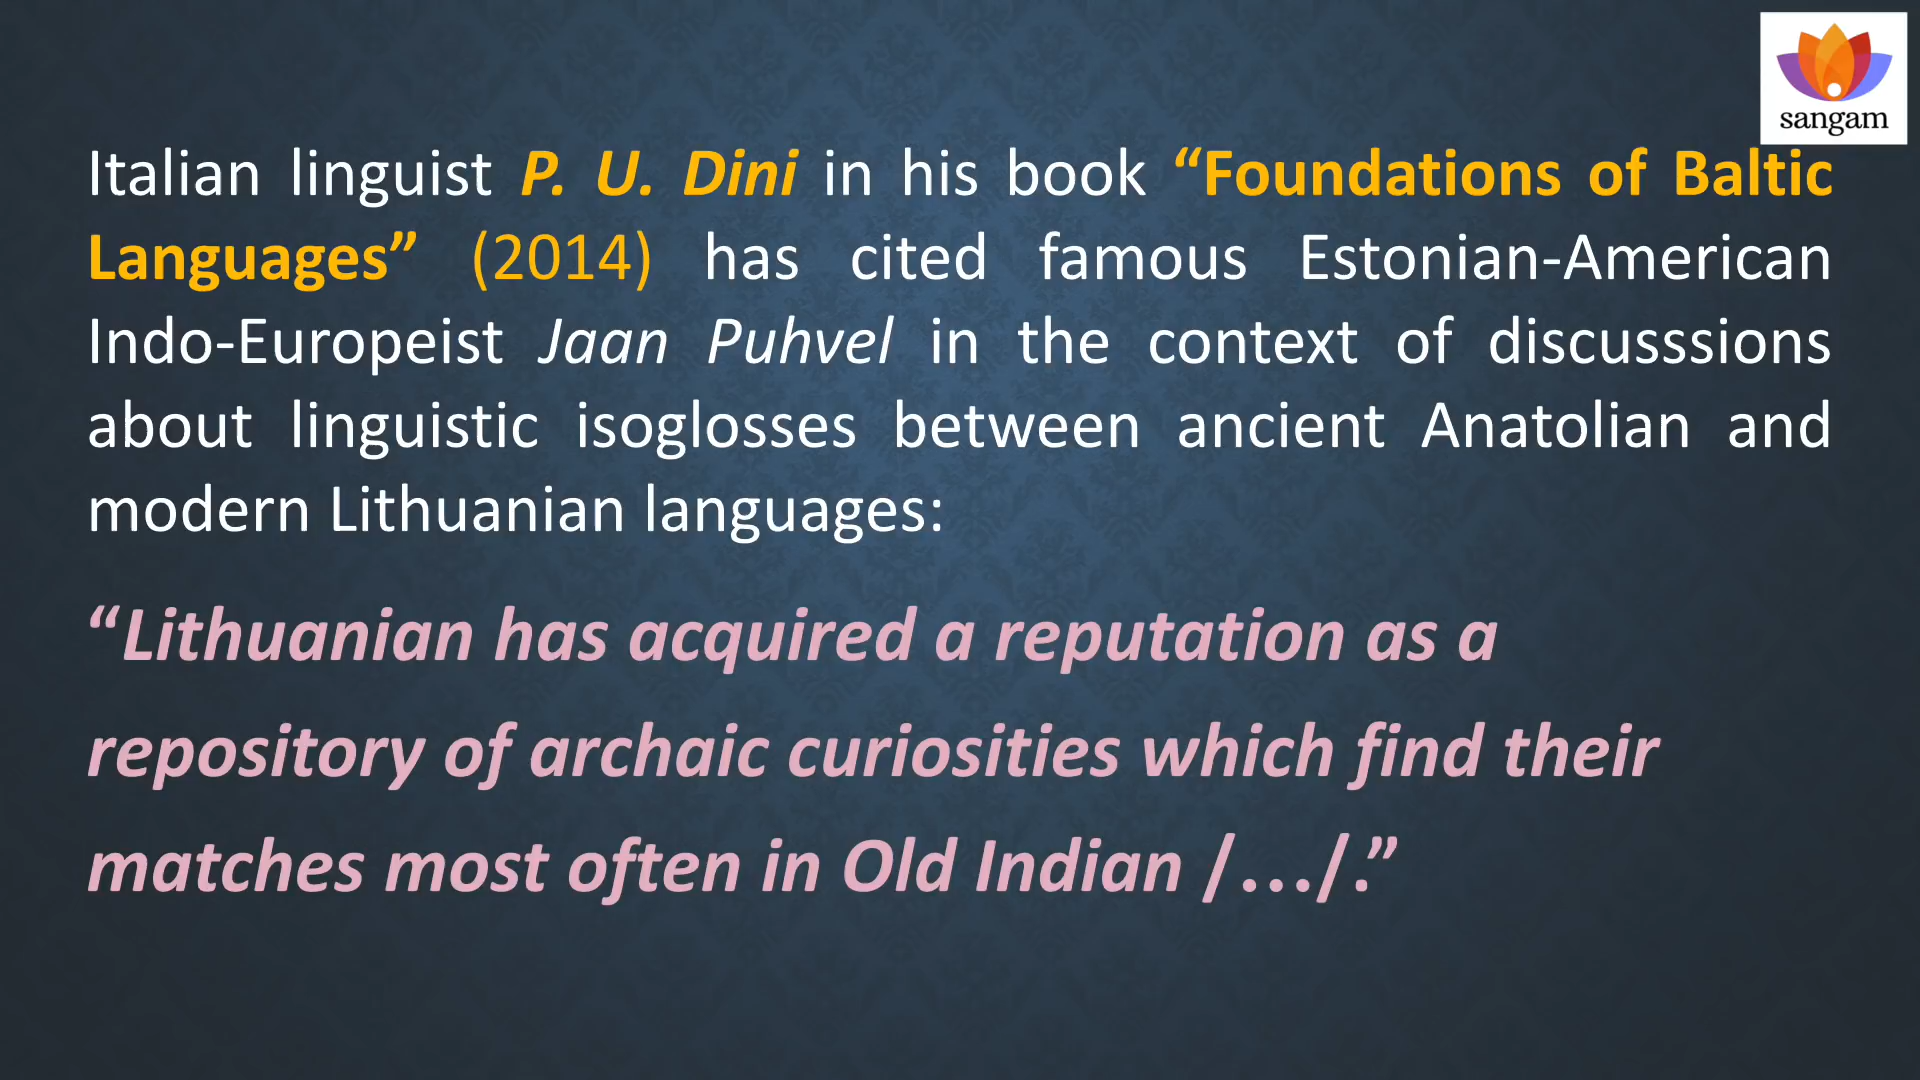 sangam
Italian linguist P. U. Dini in his book “Foundations of Baltic
Languages” (2014) has cited famous Estonian-American
Indo-Europeist Jaan Puhvel in the context of discusssions
about linguistic isoglosses between ancient Anatolian and
modern Lithuanian languages:
“Lithuanian has acquired a reputation as a
repository of archaic curiosities which find their
matches most often in Old Indian /…/.”